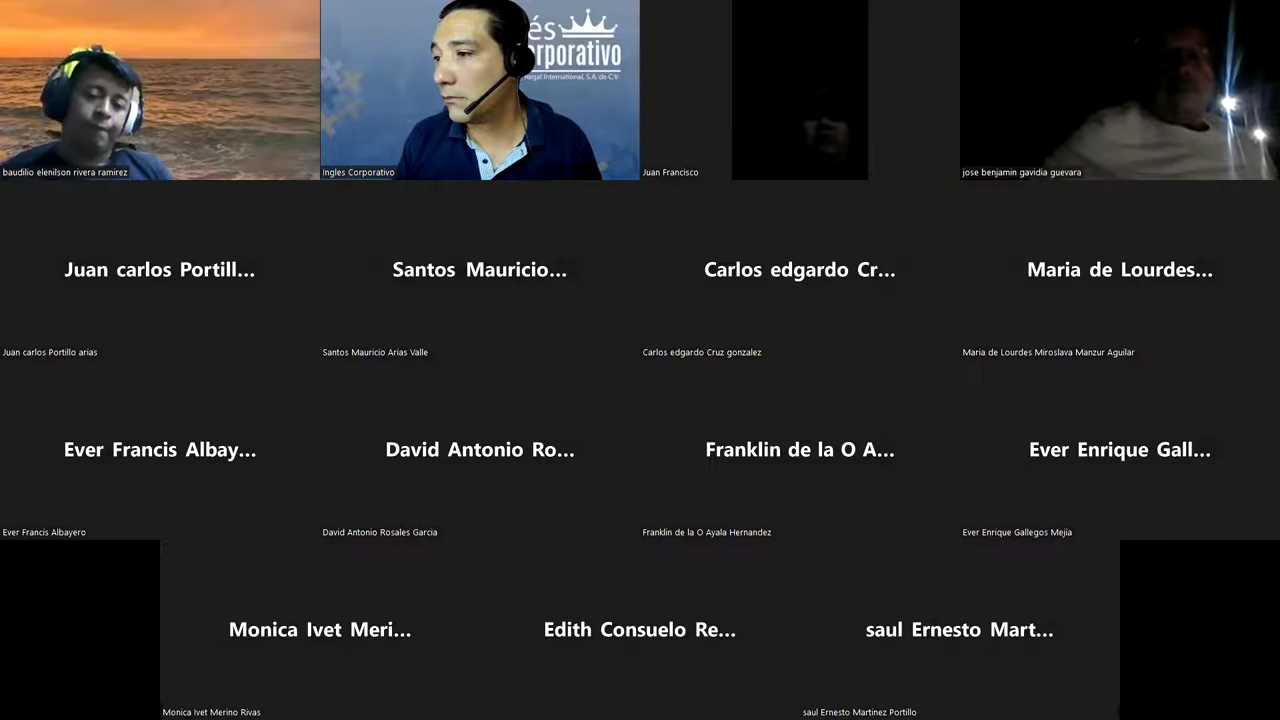 és
orporativo
Regal International, S.A. de C.V.
baudilio elenilson rivera ramirez
Ingles Corporativo
Juan Francisco
jose benjamin gavidia guevara
Juan carlos Portill...
Santos Mauricio...
Carlos edgardo Cr...
Maria de Lourdes...
Juan carlos Portillo arias
Santos Mauricio Arias Valle
Carlos edgardo Cruz gonzalez
Maria de Lourdes Miroslava Manzur Aguilar
Ever Francis Albay...
David Antonio Ro...
Franklin de la O A...
Ever Enrique Gall...
Ever Francis Albayero
David Antonio Rosales Garcia
Franklin de la O Ayala Hernandez
Ever Enrique Gallegos Mejia
Monica Ivet Meri...
Edith Consuelo Re...
saul Ernesto Mart...
Monica Ivet Merino Rivas
saul Ernesto Martinez Portillo